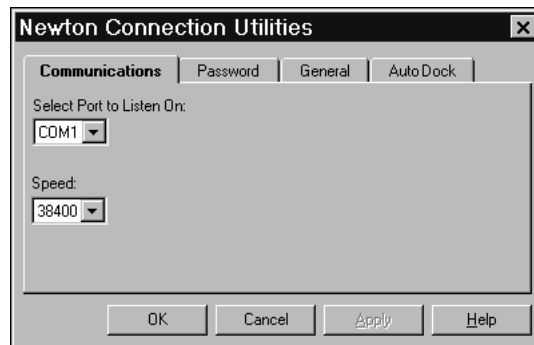 Newton Connection Utilities
Communications Password General Auto Dock
Select Port to Listen On:
COM1
Speed:
38400
OK Cancel Apply Help